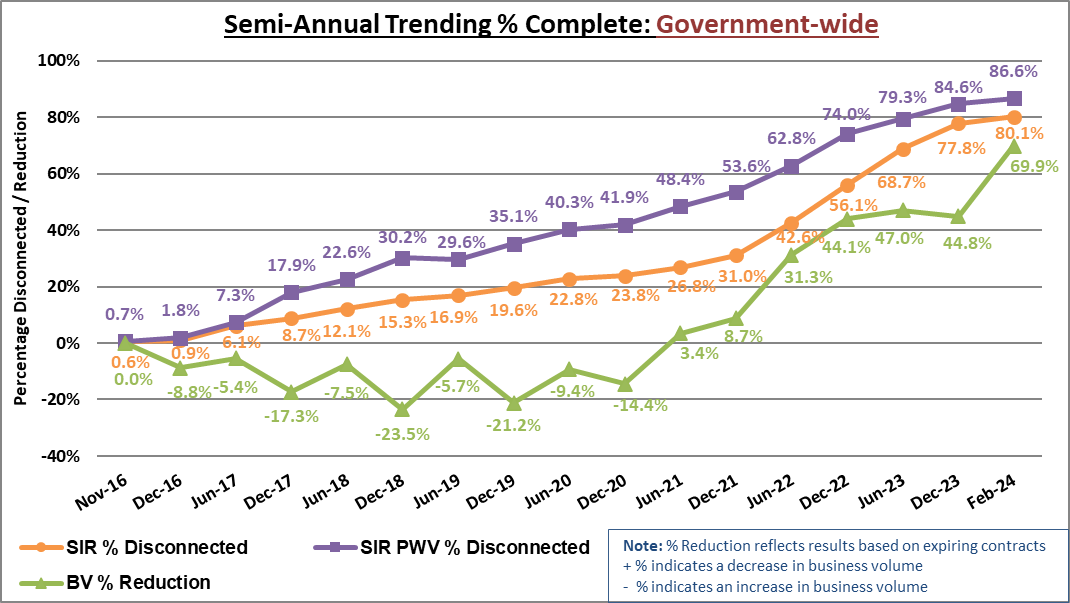 Semi-Annual Trending % Complete: Government-wide
Percentage Disconnected / Reduction
100%
80%
60%
40%
20%
0%
-20%
-40%
0.7%
1.8%
7.3%
17.9%
22.6%
30.2%
29.6%
35.1%
40.3%
41.9%
48.4%
53.6%
62.8%
74.0%
79.3%
84.6%
86.6%
0.6%
0.9%
6.1%
8.7%
12.1%
15.3%
16.9%
19.6%
22.8%
23.8%
26.8%
31.0%
42.6%
56.1%
68.7%
77.8%
80.1%
0.0%
-8.8%
-5.4%
-17.3%
-7.5%
-23.5%
-5.7%
-21.2%
-9.4%
-14.4%
3.4%
8.7%
31.3%
44.1%
47.0%
44.8%
69.9%
Nov-16
Dec-16
Jun-17
Dec-17
Jun-18
Dec-18
Jun-19
Dec-19
Jun-20
Dec-20
Jun-21
Dec-21
Jun-22
Dec-22
Jun-23
Dec-23
Feb-24
SIR % Disconnected
SIR PWV % Disconnected
BV % Reduction
Note: % Reduction reflects results based on expiring contracts
+ % indicates a decrease in business volume
- % indicates an increase in business volume